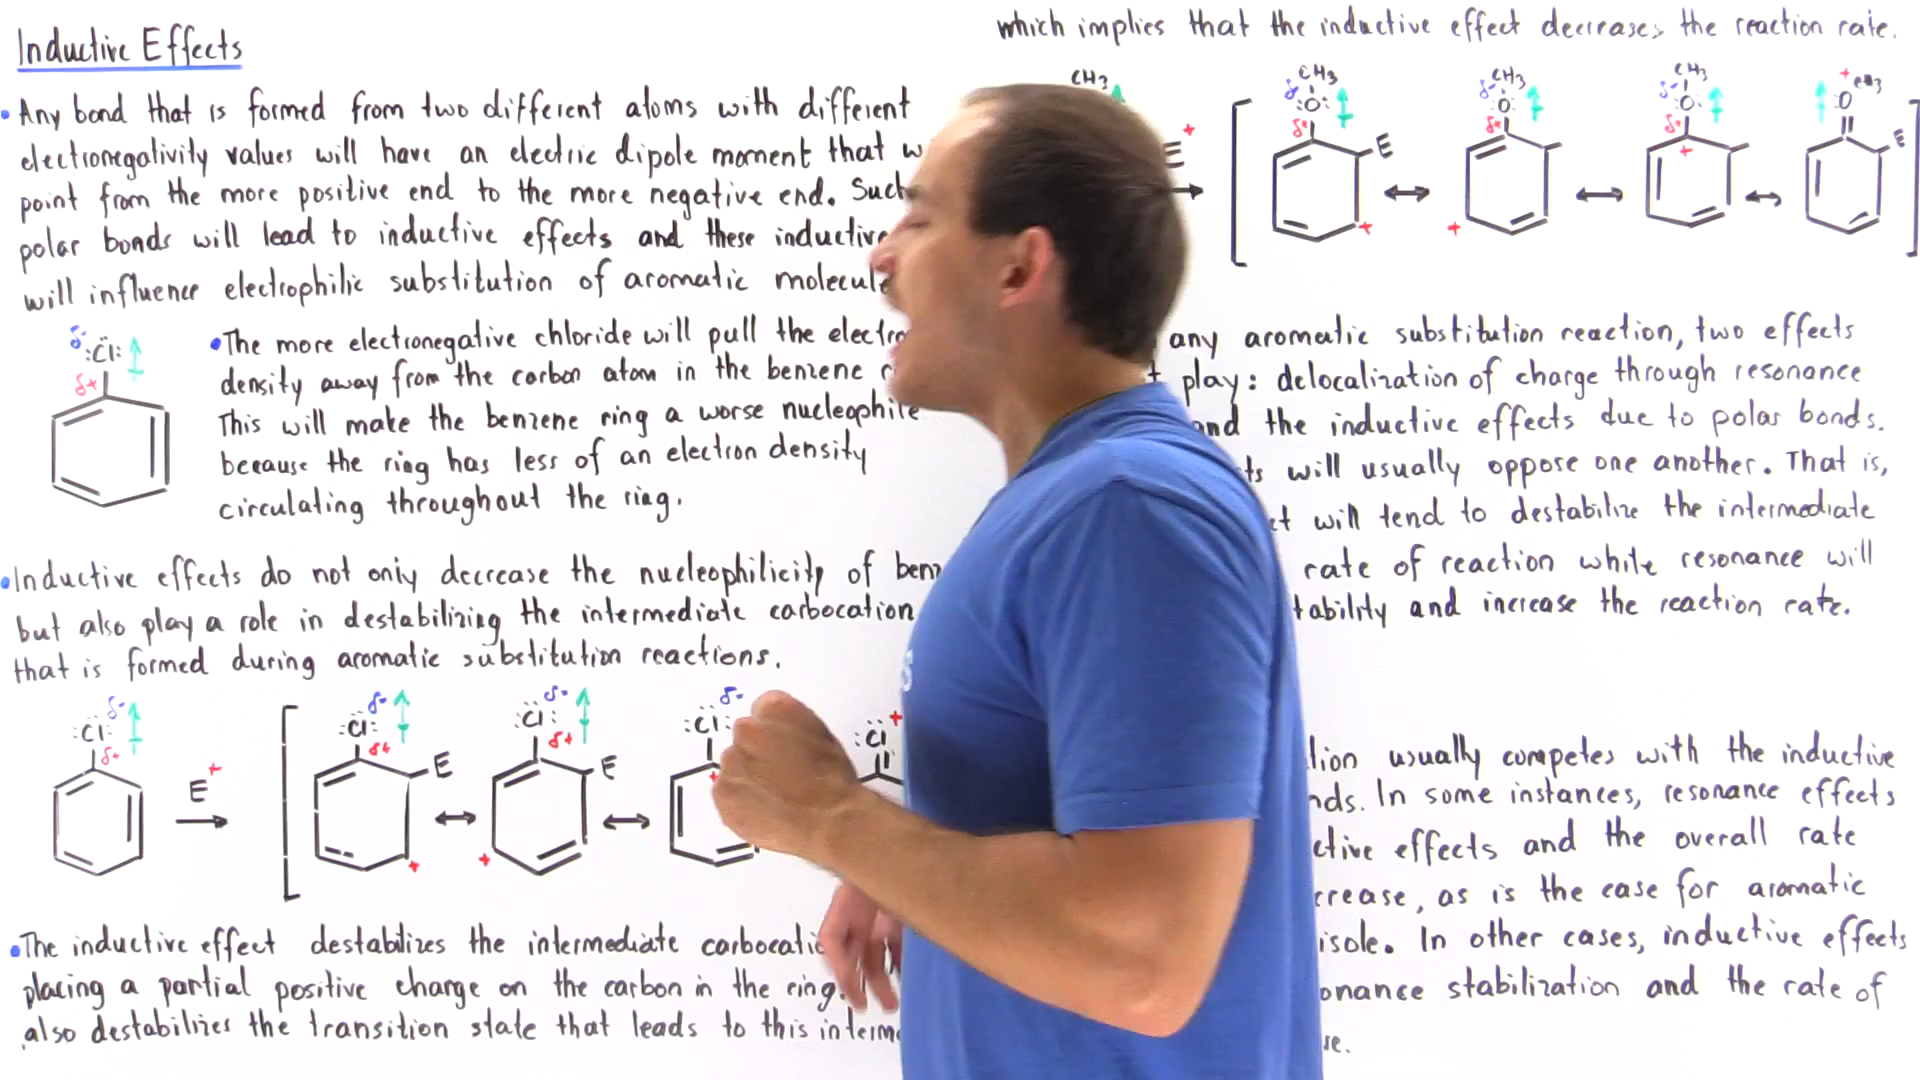 Inductive Effects
• Any bond that is formed from two different atoms with different
electronegativity values will have an electric dipole moment that
point from the more positive end to the more negative end. Such
polar bonds will lead to inductive effects and these inductive
will influence electrophilic substitution of aromatic
δ- :Cl: δ+
• The more electronegative chloride will pull the
density away from the carbon atom in the benzene
This will make the benzene ring a worse nucleophile
because the ring has less of an electron density
circulating throughout the ring.
• Inductive effects do not only decrease the nucleophilicity of
but also play a role in destabilizing the intermediate carbocation
that is formed during aromatic substitution reactions.
δ- δ- δ- δ-
:Cl: :Cl: :Cl: :Cl: :Cl +
δ+ δ+ δ+
E+ E E +
+ +
• The inductive effect destabilizes the intermediate
placing a partial positive charge on the carbon in the ring.
also destabilizes the transition state that leads to this
which implies that the inductive effect decreases the reaction rate.
CH3 CH3 CH3 CH3 + CH3
δ- :O: δ- :O: δ- :O: :O
E+ δ+ E δ+ δ+ E
+ + +
any aromatic substitution reaction, two effects
play: delocalization of charge through resonance
and the inductive effects due to polar bonds.
will usually oppose one another. That is,
will tend to destabilize the intermediate
rate of reaction while resonance will
and increase the reaction rate.
usually competes with the inductive
In some instances, resonance effects
effects and the overall rate
as is the case for aromatic
In other cases, inductive effects
stabilization and the rate of